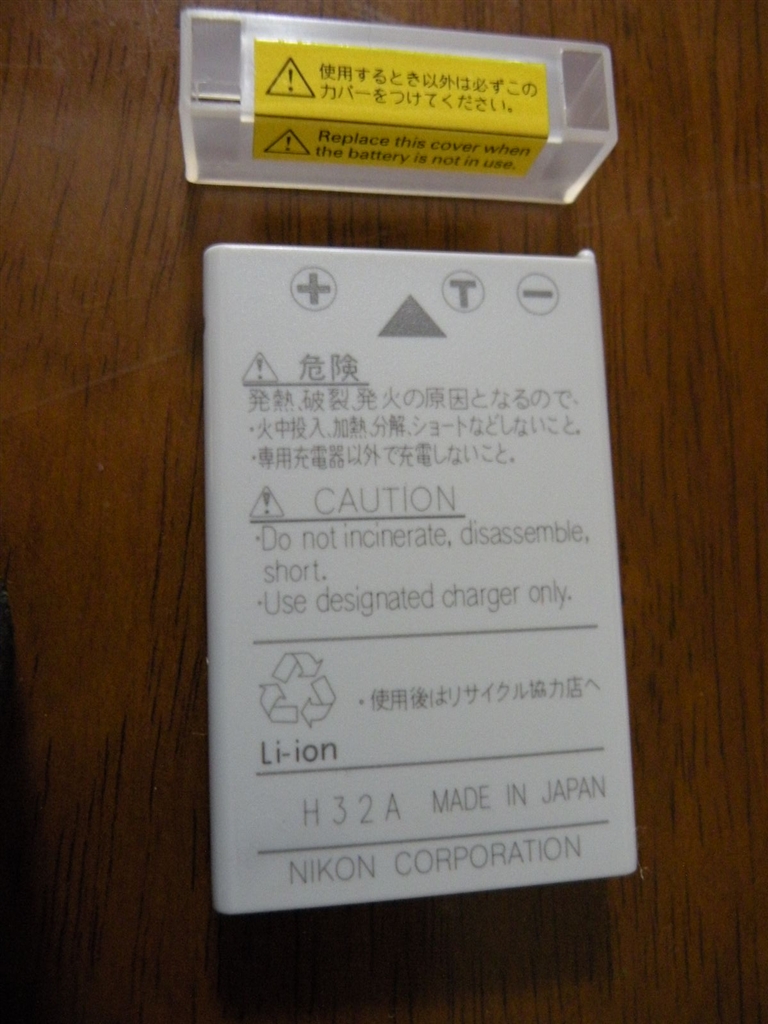 使用するとき以外は必ずこの
カバーをつけてください。
Replace this cover when
the battery is not in use.
+ T −
危険
発熱、破裂、発火の原因となるので、
・火中投入、加熱、分解、ショートなどしないこと。
・専用充電器以外で充電しないこと。
CAUTION
·Do not incinerate, disassemble,
short.
·Use designated charger only.
・使用後はリサイクル協力店へ
Li-ion
H32A MADE IN JAPAN
NIKON CORPORATION